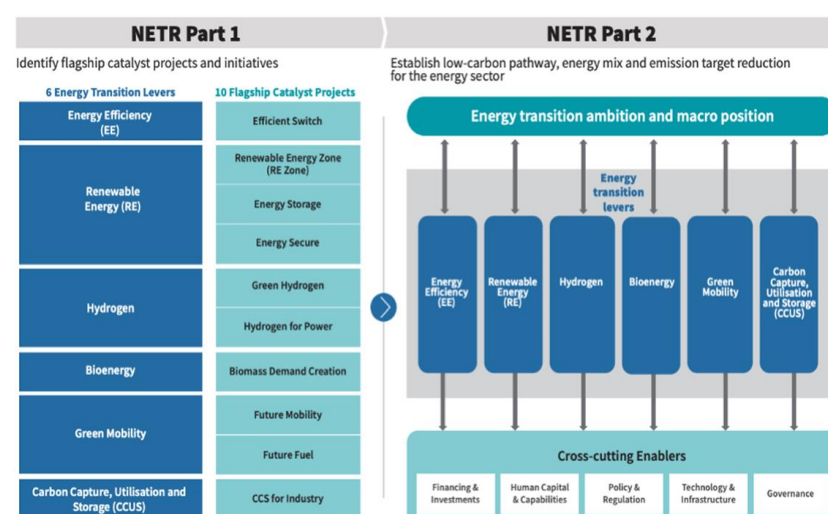 NETR Part 1
Identify flagship catalyst projects and initiatives
6 Energy Transition Levers
10 Flagship Catalyst Projects
Energy Efficiency
(EE)
Efficient Switch
Renewable
Energy (RE)
Renewable Energy Zone
(RE Zone)
Energy Storage
Energy Secure
Hydrogen
Green Hydrogen
Hydrogen for Power
Bioenergy
Biomass Demand Creation
Green Mobility
Future Mobility
Future Fuel
Carbon Capture, Utilisation and
Storage (CCUS)
CCS for Industry
NETR Part 2
Establish low-carbon pathway, energy mix and emission target reduction
for the energy sector
Energy transition ambition and macro position
Energy
transition
levers
Energy
Efficiency
(EE)
Renewable
Energy
(RE)
Hydrogen
Bioenergy
Green
Mobility
Carbon
Capture,
Utilisation
and Storage
(CCUS)
Cross-cutting Enablers
Financing &
Investments
Human Capital
& Capabilities
Policy &
Regulation
Technology &
Infrastructure
Governance